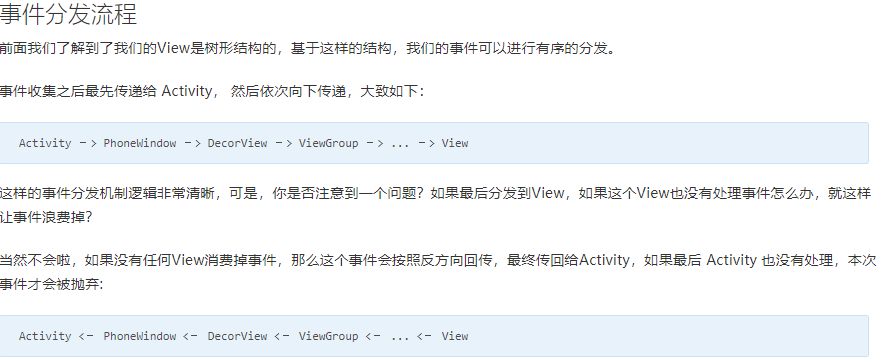 事件分发流程
前面我们了解到了我们的View是树形结构的，基于这样的结构，我们的事件可以进行有序的分发。
事件收集之后最先传递给 Activity， 然后依次向下传递，大致如下：
Activity －> PhoneWindow －> DecorView －> ViewGroup －> ... －> View
这样的事件分发机制逻辑非常清晰，可是，你是否注意到一个问题？如果最后分发到View，如果这个View也没有处理事件怎么办，就这样
让事件浪费掉？
当然不会啦，如果没有任何View消费掉事件，那么这个事件会按照反方向回传，最终传回给Activity，如果最后 Activity 也没有处理，本次
事件才会被抛弃:
Activity <－ PhoneWindow <－ DecorView <－ ViewGroup <－ ... <－ View